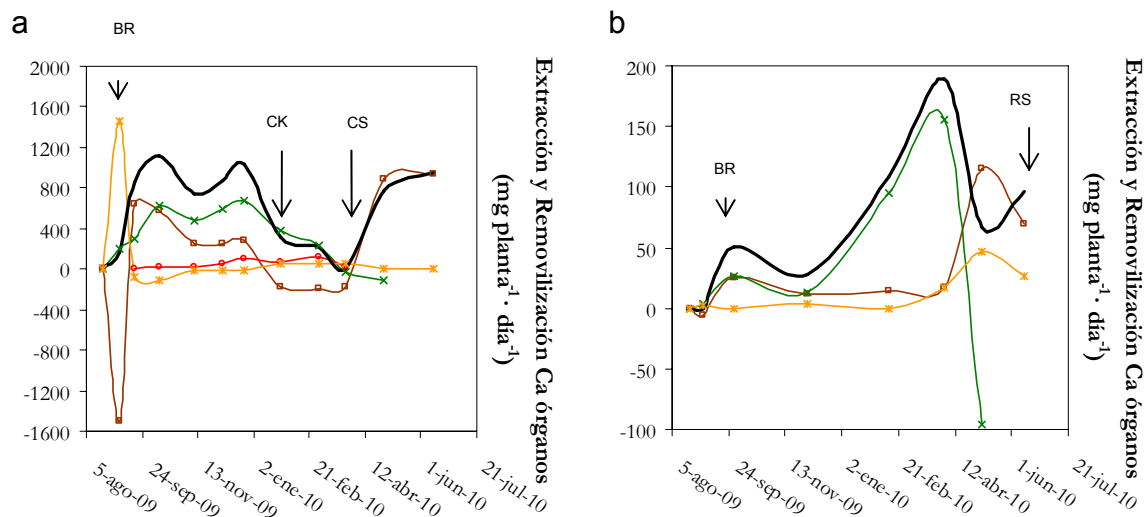 a
BR
CK
CS
2000
1600
1200
800
400
0
-400
-800
-1200
-1600
5-ago-09
24-sep-09
13-nov-09
2-ene-10
21-feb-10
12-abr-10
1-jun-10
21-jul-10
Extracción y Removilización Ca órganos
(mg planta⁻¹· día⁻¹)
b
BR
RS
200
150
100
50
0
-50
-100
5-ago-09
24-sep-09
13-nov-09
2-ene-10
21-feb-10
12-abr-10
1-jun-10
21-jul-10
Extracción y Removilización Ca órganos
(mg planta⁻¹· día⁻¹)